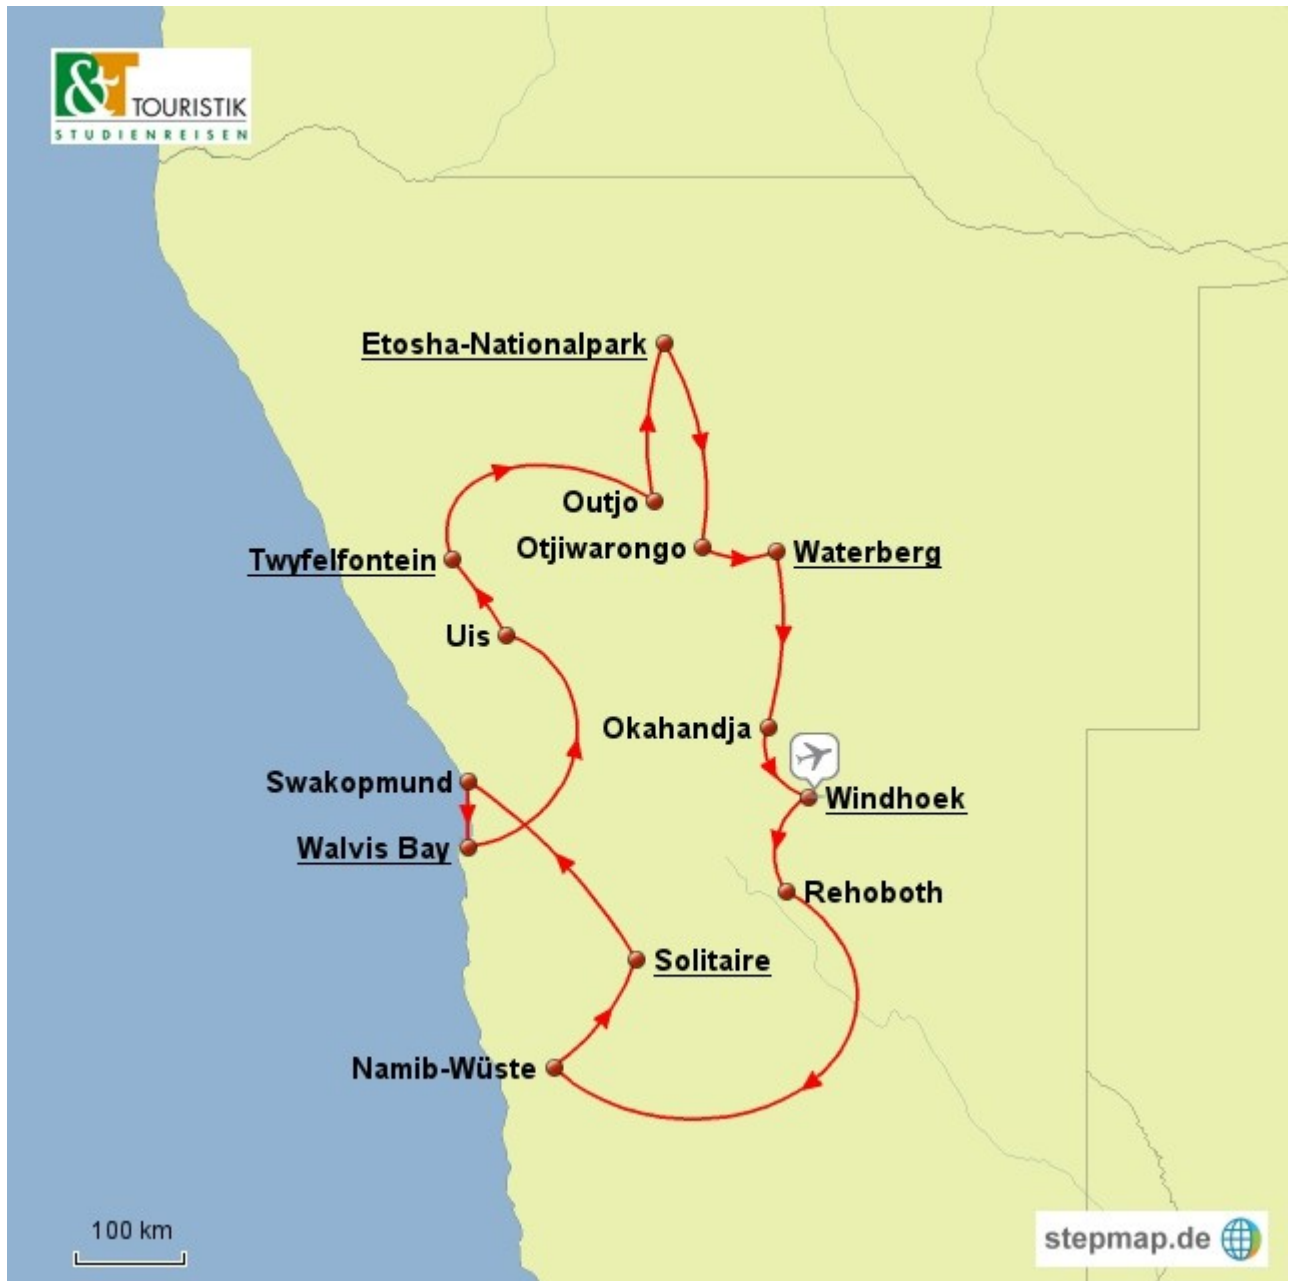 &T TOURISTIK
STUDIENREISEN
Etosha-Nationalpark
Outjo
Otjiwarongo
Waterberg
Twyfelfontein
Uis
Okahandja
Swakopmund
Windhoek
Walvis Bay
Rehoboth
Solitaire
Namib-Wüste
100 km
stepmap.de